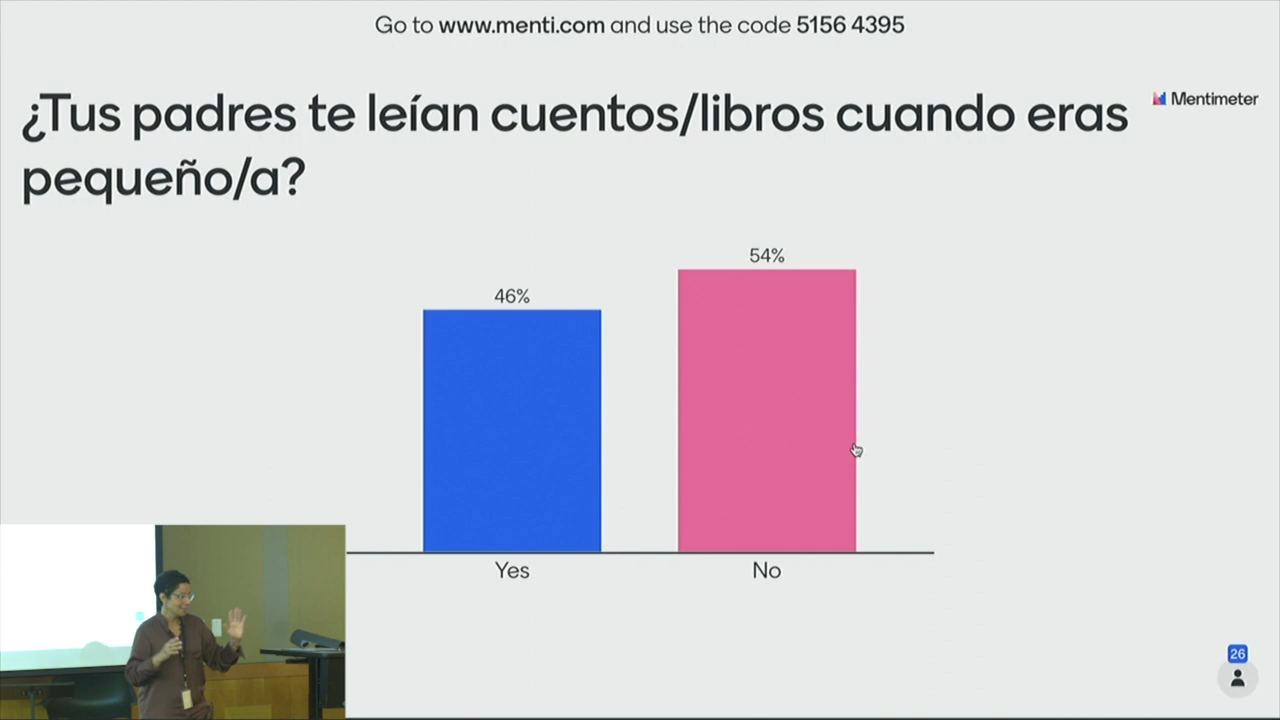 Go to www.menti.com and use the code 5156 4395
¿Tus padres te leían cuentos/libros cuando eras
pequeño/a?
Mentimeter
46%
54%
Yes
No
26